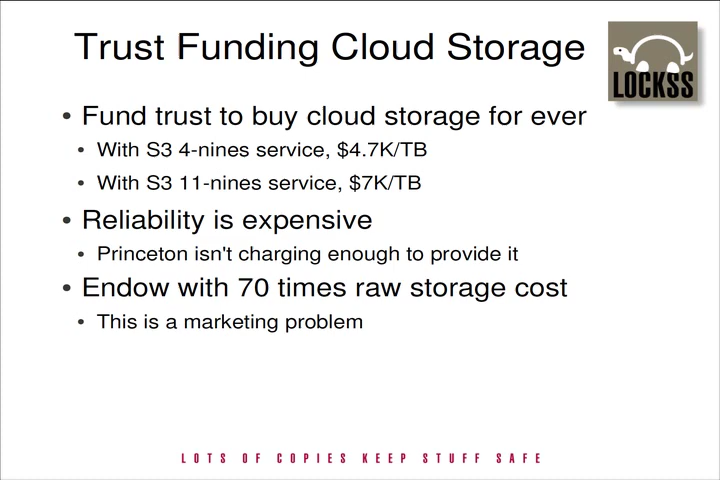 Trust Funding Cloud Storage
LOCKSS
• Fund trust to buy cloud storage for ever
• With S3 4-nines service, $4.7K/TB
• With S3 11-nines service, $7K/TB
• Reliability is expensive
• Princeton isn't charging enough to provide it
• Endow with 70 times raw storage cost
• This is a marketing problem
LOTS OF COPIES KEEP STUFF SAFE